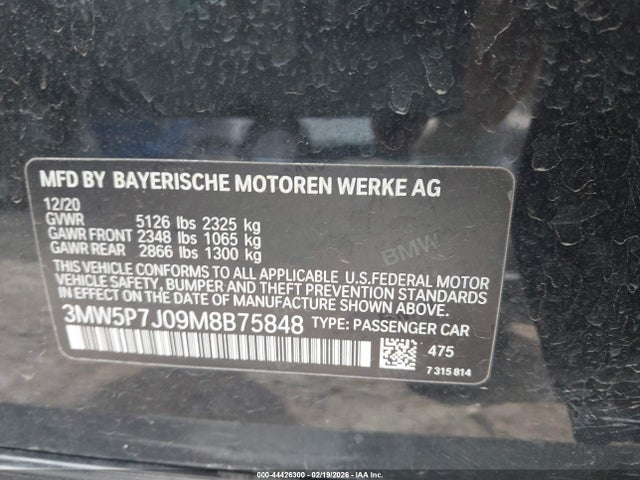 MFD BY BAYERISCHE MOTOREN WERKE AG
12/20
GVWR 5126 lbs 2325 kg
GAWR FRONT 2348 lbs 1065 kg
GAWR REAR 2866 lbs 1300 kg
THIS VEHICLE CONFORMS TO ALL APPLICABLE U.S.FEDERAL MOTOR
VEHICLE SAFETY, BUMPER, AND THEFT PREVENTION STANDARDS
IN EFFECT ON THE DATE OF MANUFACTURE SHOWN ABOVE.
3MW5P7J09M8B75848 TYPE: PASSENGER CAR
475
7 315 814
BMW
000-44426300 - 02/19/2026 - IAA Inc.